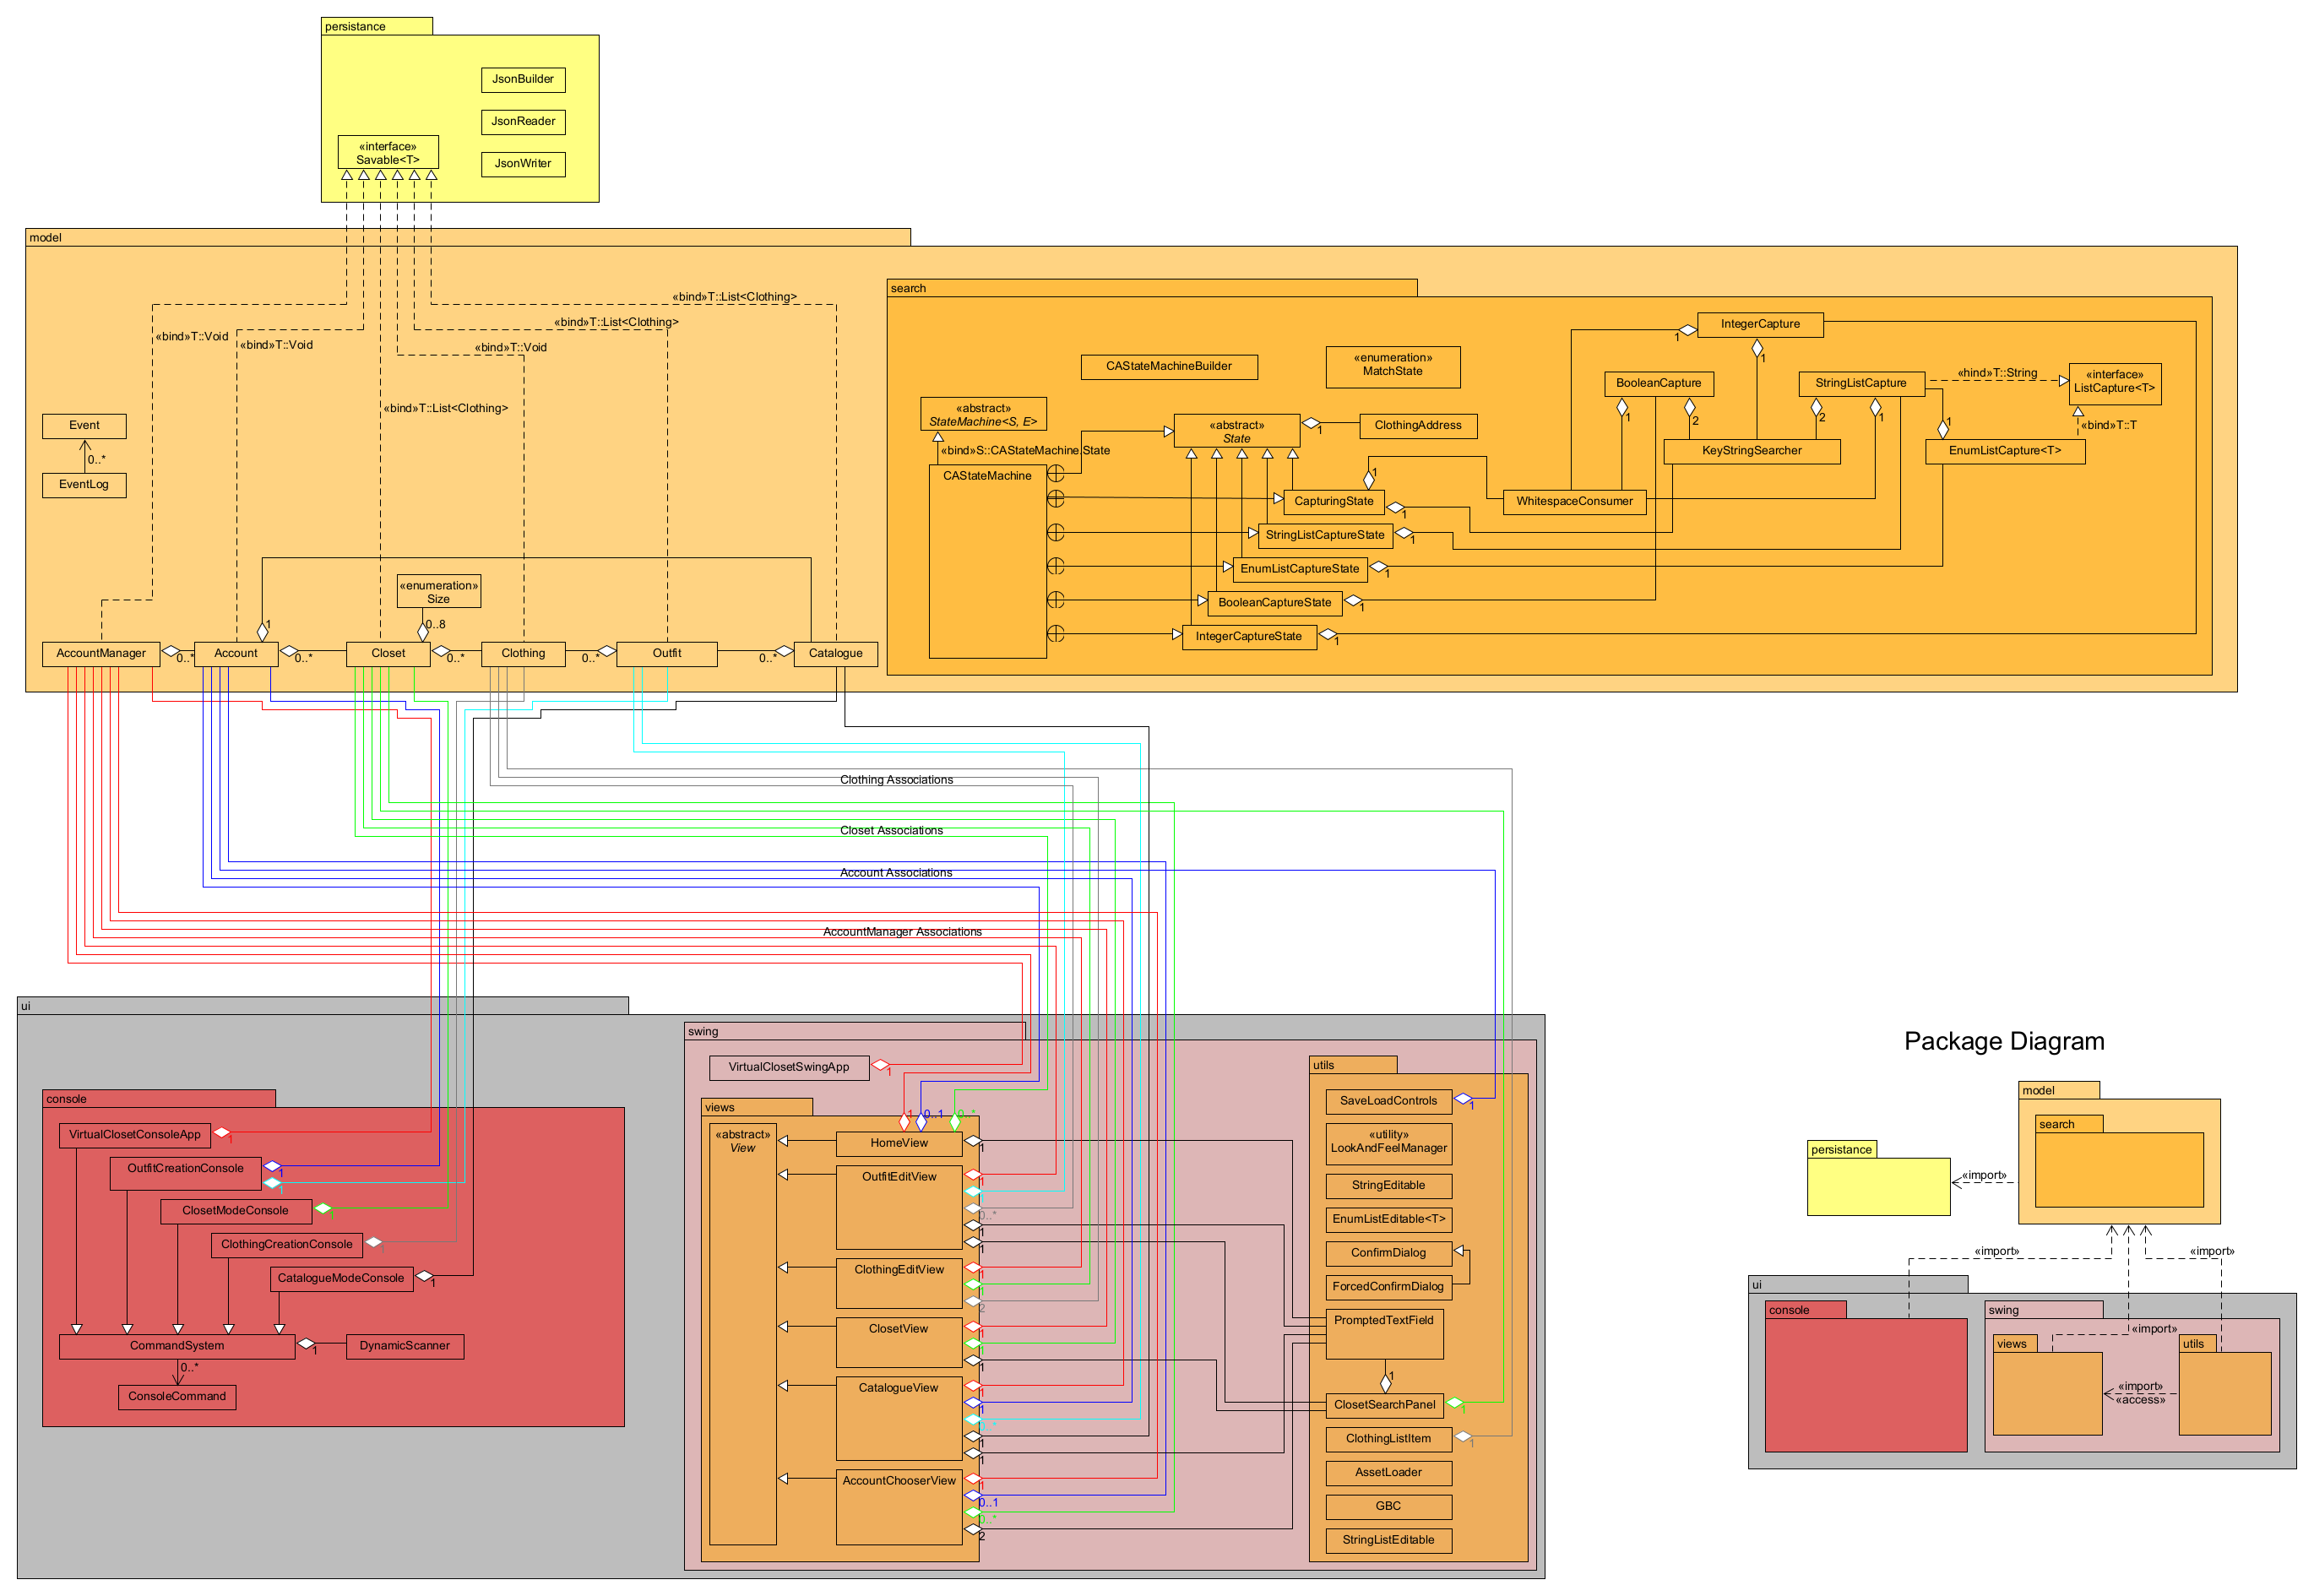 persistance
JsonBuilder
JsonReader
«interface»
Savable<T>
JsonWriter
model
«bind»T::List<Clothing>
«bind»T::List<Clothing>
«bind»T::Void
«bind»T::Void
«bind»T::Void
«bind»T::List<Clothing>
Event
0..*
EventLog
«enumeration»
Size
1
0..8
AccountManager
0..*
Account
0..*
Closet
0..*
Clothing
0..*
Outfit
0..*
Catalogue
search
IntegerCapture
1
1
CAStateMachineBuilder
«enumeration»
MatchState
BooleanCapture
1
2
StringListCapture
2
1
«hind»T::String
«interface»
ListCapture<T>
«abstract»
StateMachine<S, E>
«abstract»
State
1
ClothingAddress
«bind»T::T
1
«bind»S::CAStateMachine.State
KeyStringSearcher
EnumListCapture<T>
CAStateMachine
1
CapturingState
1
WhitespaceConsumer
StringListCaptureState
1
EnumListCaptureState
1
BooleanCaptureState
1
IntegerCaptureState
1
Clothing Associations
Closet Associations
Account Associations
AccountManager Associations
ui
console
VirtualClosetConsoleApp
1
OutfitCreationConsole
1
1
ClosetModeConsole
1
ClothingCreationConsole
1
CatalogueModeConsole
1
CommandSystem
1
DynamicScanner
0..*
ConsoleCommand
swing
VirtualClosetSwingApp
1
views
«abstract»
View
1
0..1
0..*
HomeView
1
OutfitEditView
1
1
0..*
1
1
ClothingEditView
1
1
2
ClosetView
1
1
1
CatalogueView
1
1
0..*
1
1
AccountChooserView
1
0..1
0..*
2
utils
SaveLoadControls
1
«utility»
LookAndFeelManager
StringEditable
EnumListEditable<T>
ConfirmDialog
ForcedConfirmDialog
PromptedTextField
1
ClosetSearchPanel
1
ClothingListItem
1
AssetLoader
GBC
StringListEditable
Package Diagram
model
search
persistance
«import»
«import»
«import»
ui
console
swing
«import»
views
utils
«import»
«access»